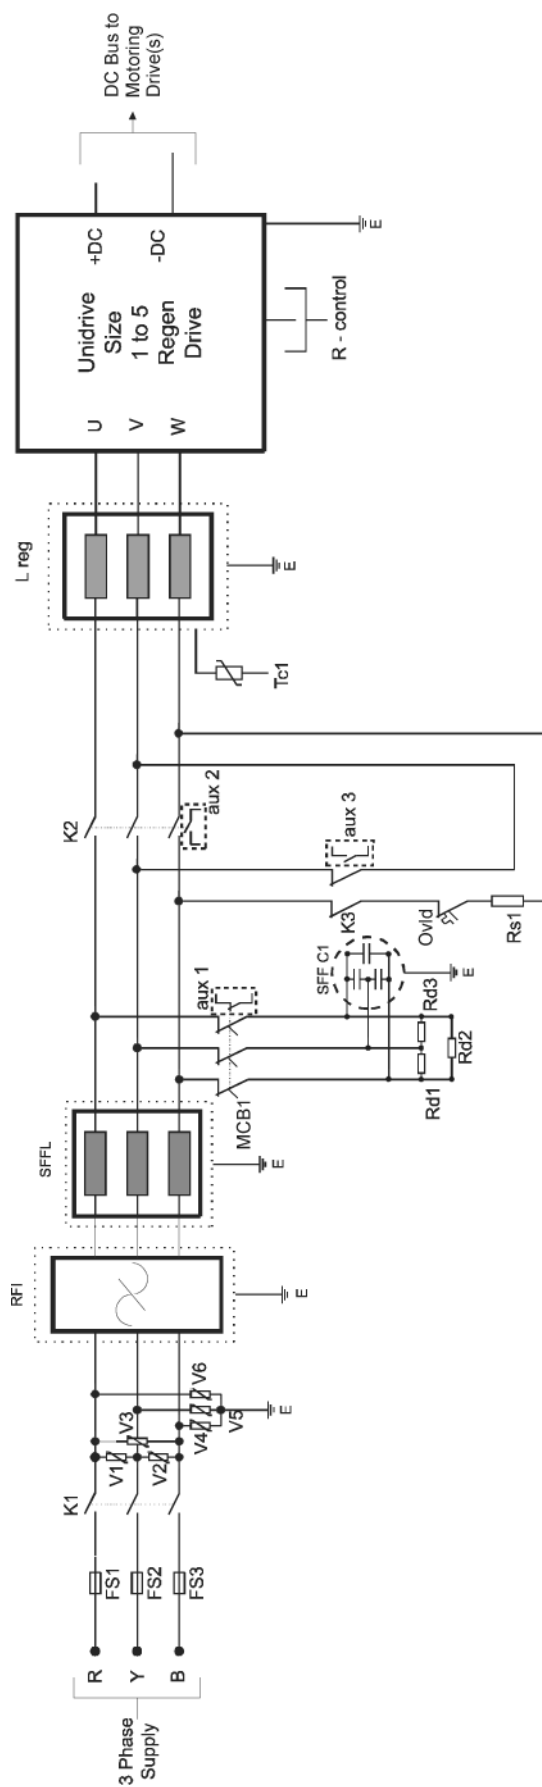 3 Phase
Supply
R
Y
B
FS1
FS2
FS3
K1
V1
V2
V3
V4
V5
V6
E
RFI
E
SFFL
E
MCB1
aux 1
Rd1
Rd2
Rd3
SFF C1
E
K2
aux 2
K3
aux 3
Ovld
Rs1
Tc1
L reg
E
U
V
W
Unidrive
Size
1 to 5
Regen
Drive
+DC
-DC
E
R - control
DC Bus to
Motoring
Drive(s)